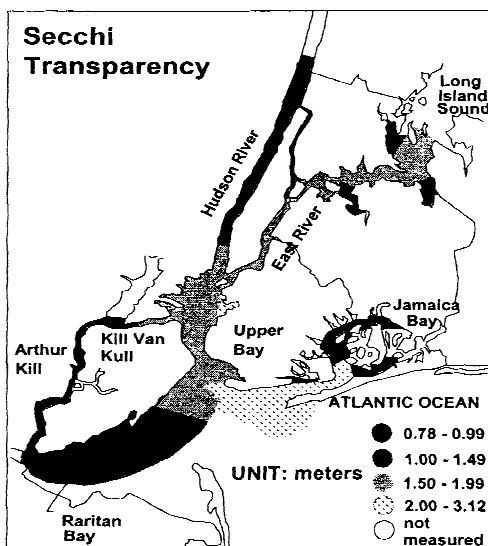 Secchi
Transparency
Long
Island
Sound
Hudson River
East River
Jamaica
Bay
Upper
Bay
Kill Van
Kull
Arthur
Kill
ATLANTIC OCEAN
0.78 - 0.99
1.00 - 1.49
1.50 - 1.99
2.00 - 3.12
not
measured
UNIT: meters
Raritan
Bay